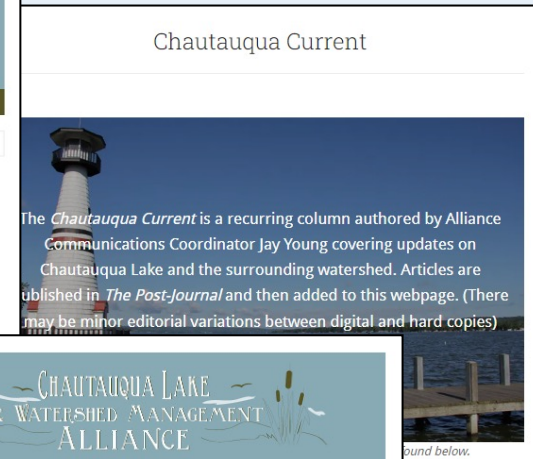 Chautauqua Current
The Chautauqua Current is a recurring column authored by Alliance
Communications Coordinator Jay Young covering updates on
Chautauqua Lake and the surrounding watershed. Articles are
ublished in The Post-Journal and then added to this webpage. (There
may be minor editorial variations between digital and hard copies)
ound below.
CHAUTAUQUA LAKE
& WATERSHED MANAGEMENT
ALLIANCE